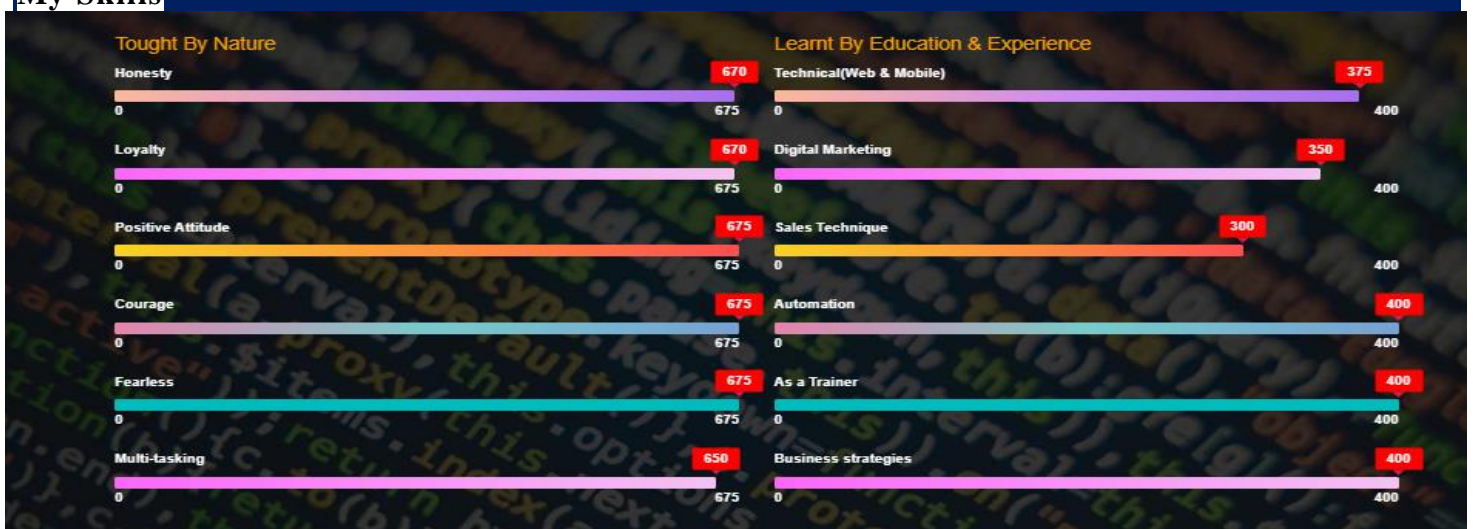 My Skills
Tought By Nature
Honesty
670
0
675
Loyalty
670
0
675
Positive Attitude
675
0
675
Courage
675
0
675
Fearless
675
0
675
Multi-tasking
650
0
675
Learnt By Education & Experience
Technical(Web & Mobile)
375
0
400
Digital Marketing
350
0
400
Sales Technique
300
0
400
Automation
400
0
400
As a Trainer
400
0
400
Business strategies
400
0
400